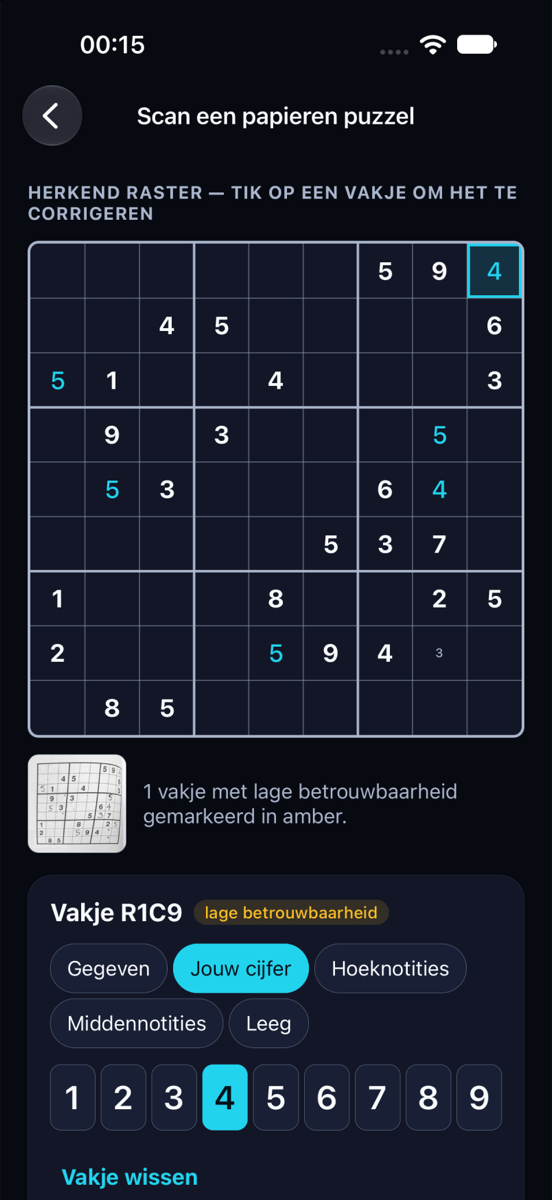 00:15
Scan een papieren puzzel
HERKEND RASTER — TIK OP EEN VAKJE OM HET TE
CORRIGEREN
5 9 4
4 5 6
5 1 4 3
9 3 5
5 3 6 4
5 3 7
1 8 2 5
2 5 9 4 3
8 5
1 vakje met lage betrouwbaarheid
gemarkeerd in amber.
Vakje R1C9 lage betrouwbaarheid
Gegeven Jouw cijfer Hoeknotities
Middennotities Leeg
1 2 3 4 5 6 7 8 9
Vakje wissen